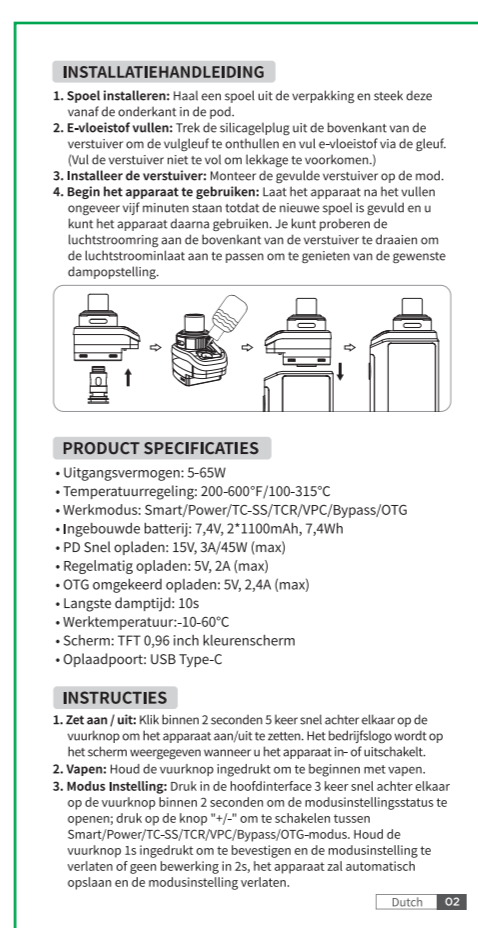 INSTALLATIEHANDLEIDING
1. Spoel installeren: Haal een spoel uit de verpakking en steek deze
vanaf de onderkant in de pod.
2. E-vloeistof vullen: Trek de silicagelplug uit de bovenkant van de
verstuiver om de vulgleuf te onthullen en vul e-vloeistof via de gleuf.
(Vul de verstuiver niet te vol om lekkage te voorkomen.)
3. Installeer de verstuiver: Monteer de gevulde verstuiver op de mod.
4. Begin het apparaat te gebruiken: Laat het apparaat na het vullen
ongeveer vijf minuten staan totdat de nieuwe spoel is gevuld en u
kunt het apparaat daarna gebruiken. Je kunt proberen de
luchtstroomring aan de bovenkant van de verstuiver te draaien om
de luchtstroominlaat aan te passen om te genieten van de gewenste
dampopstelling.
PRODUCT SPECIFICATIES
• Uitgangsvermogen: 5-65W
• Temperatuurregeling: 200-600°F/100-315°C
• Werkmodus: Smart/Power/TC-SS/TCR/VPC/Bypass/OTG
• Ingebouwde batterij: 7,4V, 2*1100mAh, 7,4Wh
• PD Snel opladen: 15V, 3A/45W (max)
• Regelmatig opladen: 5V, 2A (max)
• OTG omgekeerd opladen: 5V, 2,4A (max)
• Langste damptijd: 10s
• Werktemperatuur:-10-60°C
• Scherm: TFT 0,96 inch kleurenscherm
• Oplaadpoort: USB Type-C
INSTRUCTIES
1. Zet aan / uit: Klik binnen 2 seconden 5 keer snel achter elkaar op de
vuurknop om het apparaat aan/uit te zetten. Het bedrijfslogo wordt op
het scherm weergegeven wanneer u het apparaat in- of uitschakelt.
2. Vapen: Houd de vuurknop ingedrukt om te beginnen met vapen.
3. Modus Instelling: Druk in de hoofdinterface 3 keer snel achter elkaar
op de vuurknop binnen 2 seconden om de modusinstellingsstatus te
openen; druk op de knop "+/-" om te schakelen tussen
Smart/Power/TC-SS/TCR/VPC/Bypass/OTG-modus. Houd de
vuurknop 1s ingedrukt om te bevestigen en de modusinstelling te
verlaten of geen bewerking in 2s, het apparaat zal automatisch
opslaan en de modusinstelling verlaten.
Dutch 02